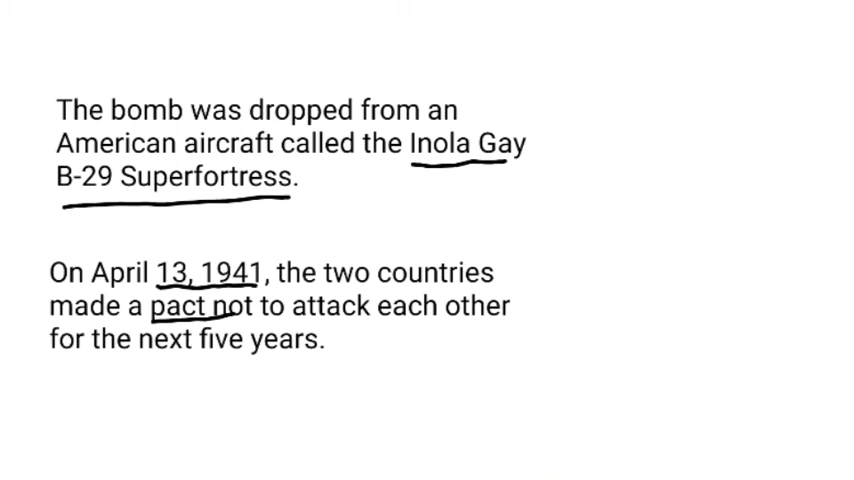 The bomb was dropped from an
American aircraft called the Inola Gay
B-29 Superfortress.
On April 13, 1941, the two countries
made a pact not to attack each other
for the next five years.